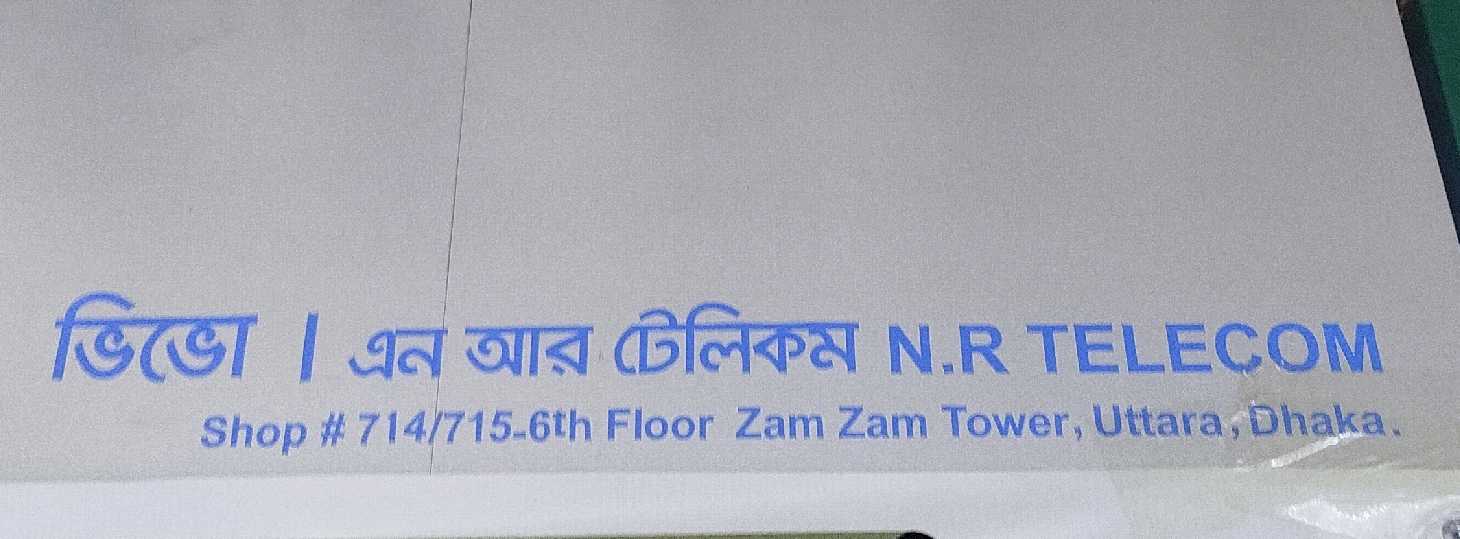 ভিভো । এন আর টেলিকম N.R TELECOM
Shop # 714/715-6th Floor Zam Zam Tower, Uttara, Dhaka.